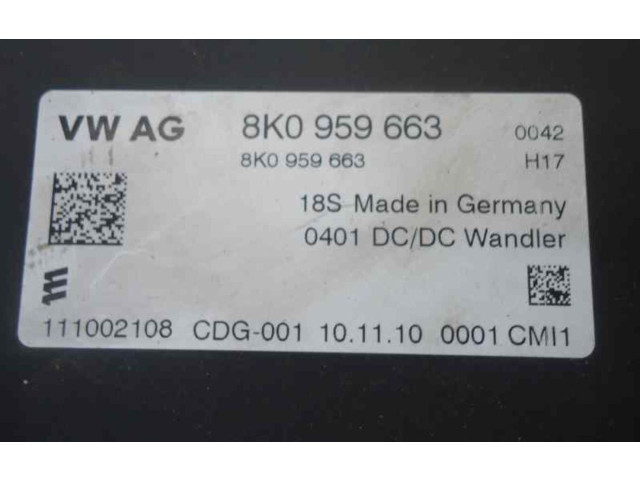 VW AG 8K0 959 663 0042
8K0 959 663 H17
18S Made in Germany
0401 DC/DC Wandler
m
111002108 CDG-001 10.11.10 0001 CMI1